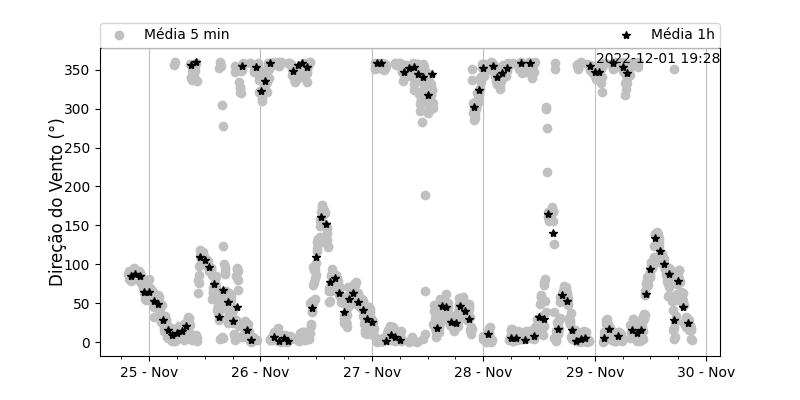 Média 5 min
Média 1h
2022-12-01 19:28
Direção do Vento (°)
350
300
250
200
150
100
50
0
25 - Nov
26 - Nov
27 - Nov
28 - Nov
29 - Nov
30 - Nov